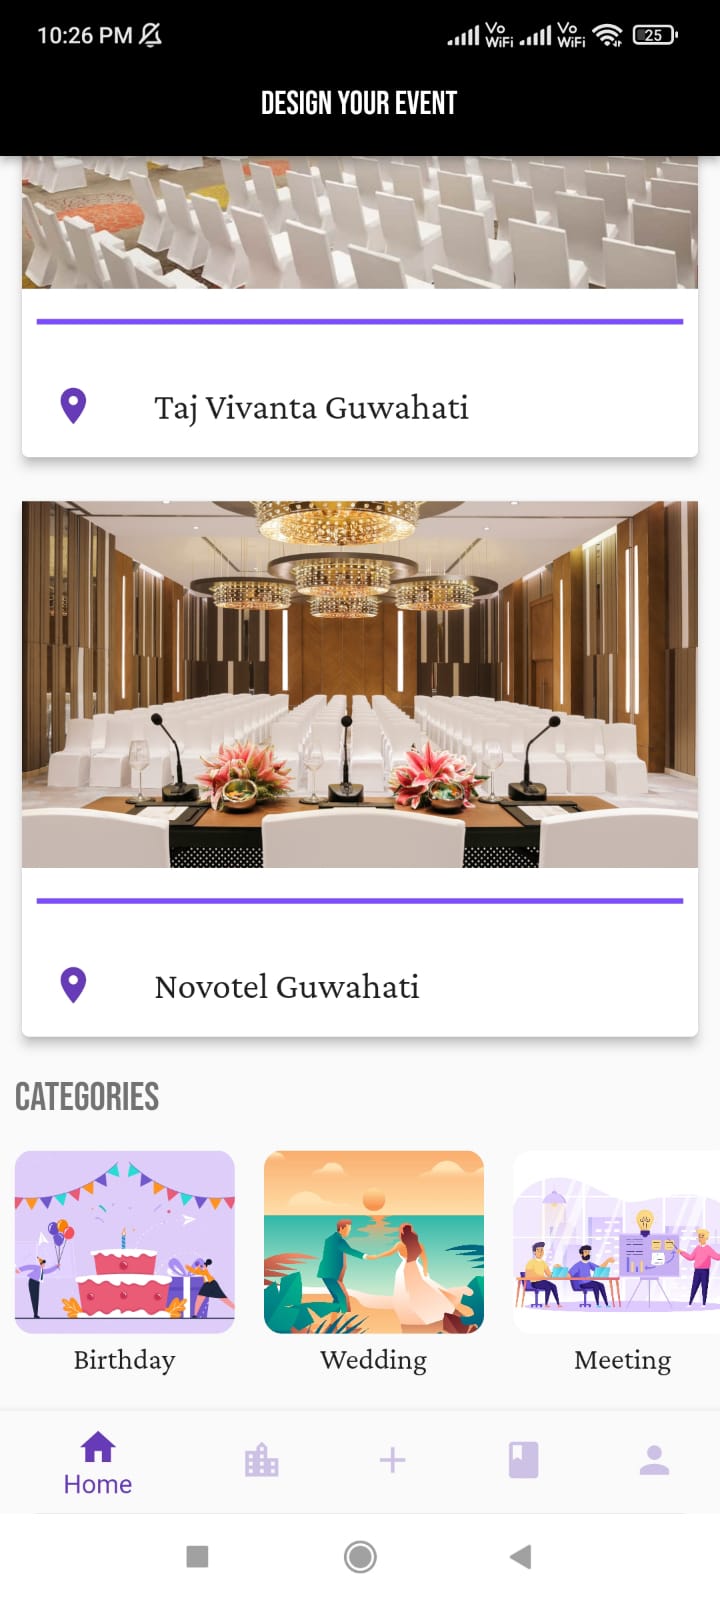 10:26 PM
Vo WiFi Vo WiFi 25
DESIGN YOUR EVENT
Taj Vivanta Guwahati
Novotel Guwahati
CATEGORIES
Birthday
Wedding
Meeting
Home